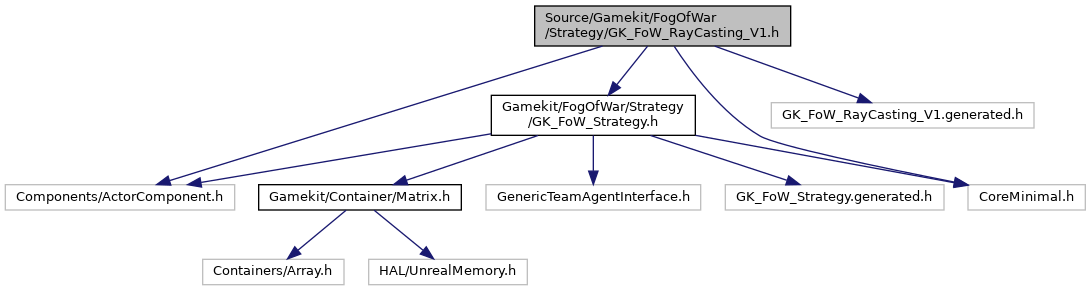 Source/Gamekit/FogOfWar
/Strategy/GK_FoW_RayCasting_V1.h
Gamekit/FogOfWar/Strategy
/GK_FoW_Strategy.h
GK_FoW_RayCasting_V1.generated.h
Components/ActorComponent.h
Gamekit/Container/Matrix.h
GenericTeamAgentInterface.h
GK_FoW_Strategy.generated.h
CoreMinimal.h
Containers/Array.h
HAL/UnrealMemory.h